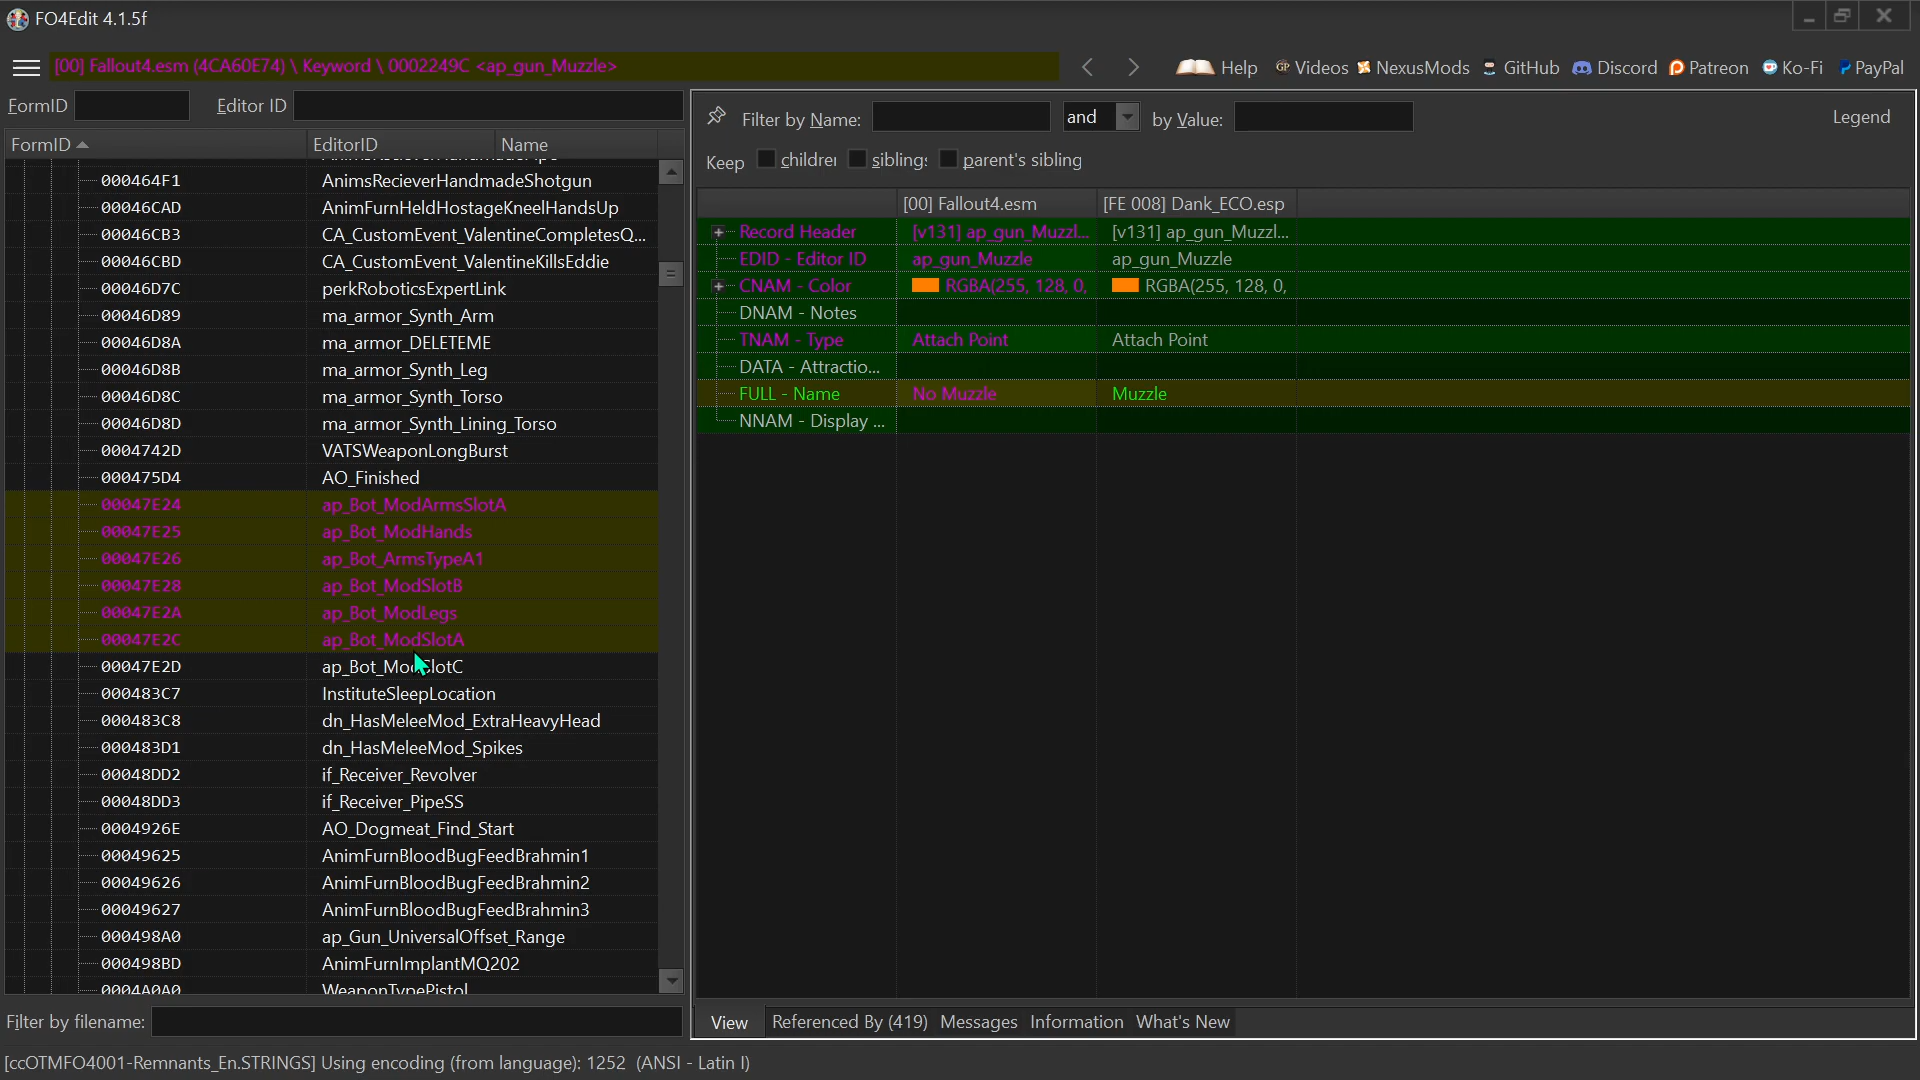 FO4Edit 4.1.5f
[00] Fallout4.esm (4CA60E74) \ Keyword \ 0002249C <ap_gun_Muzzle>
Help Videos NexusMods GitHub Discord Patreon Ko-Fi PayPal
FormID Editor ID
FormID EditorID Name
000464F1 AnimsRecieverHandmadeShotgun
00046CAD AnimFurnHeldHostageKneelHandsUp
00046CB3 CA_CustomEvent_ValentineCompletesQ...
00046CBD CA_CustomEvent_ValentineKillsEddie
00046D7C perkRoboticsExpertLink
00046D89 ma_armor_Synth_Arm
00046D8A ma_armor_DELETEME
00046D8B ma_armor_Synth_Leg
00046D8C ma_armor_Synth_Torso
00046D8D ma_armor_Synth_Lining_Torso
0004742D VATSWeaponLongBurst
000475D4 AO_Finished
00047E24 ap_Bot_ModArmsSlotA
00047E25 ap_Bot_ModHands
00047E26 ap_Bot_ArmsTypeA1
00047E28 ap_Bot_ModSlotB
00047E2A ap_Bot_ModLegs
00047E2C ap_Bot_ModSlotA
00047E2D ap_Bot_ModSlotC
000483C7 InstituteSleepLocation
000483C8 dn_HasMeleeMod_ExtraHeavyHead
000483D1 dn_HasMeleeMod_Spikes
00048DD2 if_Receiver_Revolver
00048DD3 if_Receiver_PipeSS
0004926E AO_Dogmeat_Find_Start
00049625 AnimFurnBloodBugFeedBrahmin1
00049626 AnimFurnBloodBugFeedBrahmin2
00049627 AnimFurnBloodBugFeedBrahmin3
000498A0 ap_Gun_UniversalOffset_Range
000498BD AnimFurnImplantMQ202
0004A0A0 WeaponTypePistol
Filter by filename:
[ccOTMFO4001-Remnants_En.STRINGS] Using encoding (from language): 1252 (ANSI - Latin I)
Filter by Name: and by Value: Legend
Keep children siblings parent's sibling
[00] Fallout4.esm [FE 008] Dank_ECO.esp
Record Header [v131] ap_gun_Muzzl... [v131] ap_gun_Muzzl...
EDID - Editor ID ap_gun_Muzzle ap_gun_Muzzle
CNAM - Color RGBA(255, 128, 0, RGBA(255, 128, 0,
DNAM - Notes
TNAM - Type Attach Point Attach Point
DATA - Attractio...
FULL - Name No Muzzle Muzzle
NNAM - Display ...
View Referenced By (419) Messages Information What's New